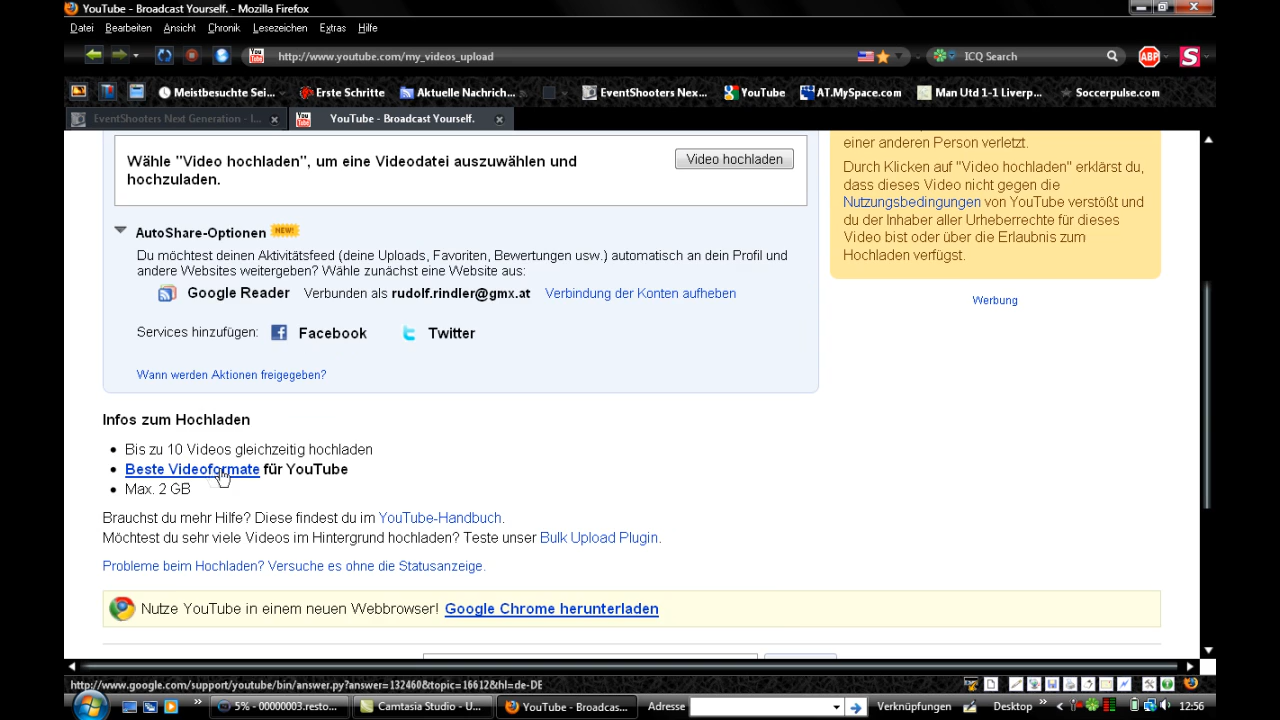 YouTube - Broadcast Yourself. - Mozilla Firefox
Datei Bearbeiten Ansicht Chronik Lesezeichen Extras Hilfe
http://www.youtube.com/my_videos_upload
ICQ Search
ABP
S
Meistbesuchte Sei... Erste Schritte Aktuelle Nachrich... EventShooters Nex... YouTube AT.MySpace.com Man Utd 1-1 Liverp... Soccerpulse.com
EventShooters Next Generation - I...
YouTube - Broadcast Yourself.
Wähle "Video hochladen", um eine Videodatei auszuwählen und
hochzuladen.
Video hochladen
AutoShare-Optionen NEW!
Du möchtest deinen Aktivitätsfeed (deine Uploads, Favoriten, Bewertungen usw.) automatisch an dein Profil und
andere Websites weitergeben? Wähle zunächst eine Website aus:
Google Reader Verbunden als rudolf.rindler@gmx.at Verbindung der Konten aufheben
Services hinzufügen: Facebook Twitter
Wann werden Aktionen freigegeben?
einer anderen Person verletzt.
Durch Klicken auf "Video hochladen" erklärst du,
dass dieses Video nicht gegen die
Nutzungsbedingungen von YouTube verstößt und
du der Inhaber aller Urheberrechte für dieses
Video bist oder über die Erlaubnis zum
Hochladen verfügst.
Werbung
Infos zum Hochladen
Bis zu 10 Videos gleichzeitig hochladen
Beste Videoformate für YouTube
Max. 2 GB
Brauchst du mehr Hilfe? Diese findest du im YouTube-Handbuch.
Möchtest du sehr viele Videos im Hintergrund hochladen? Teste unser Bulk Upload Plugin.
Probleme beim Hochladen? Versuche es ohne die Statusanzeige.
Nutze YouTube in einem neuen Webbrowser! Google Chrome herunterladen
http://www.google.com/support/youtube/bin/answer.py?answer=132460&topic=16612&hl=de-DE
5% - 00000003.resto... Camtasia Studio - U... YouTube - Broadcas... Adresse Verknüpfungen Desktop 12:56